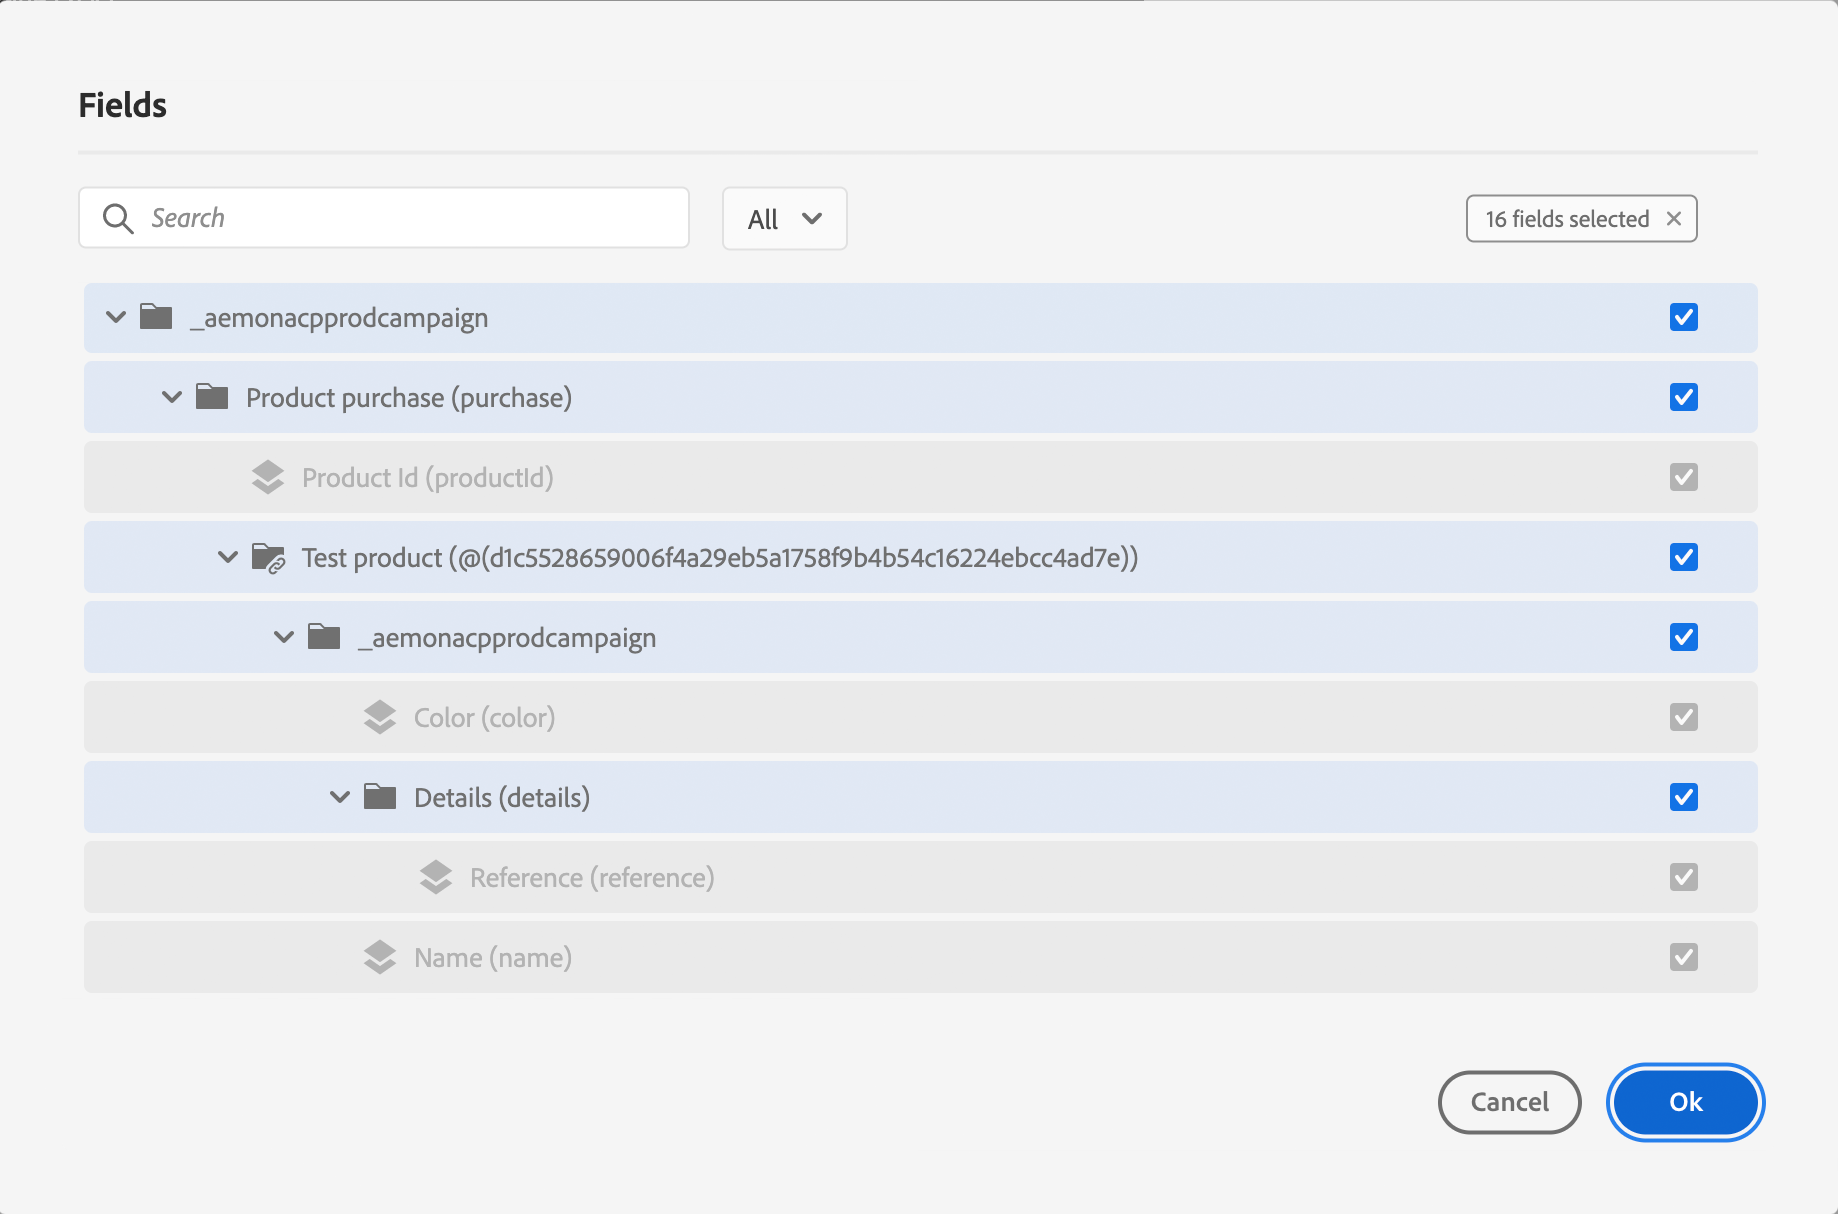 Fields
Search
All
16 fields selected
_aemonacpprodcampaign
Product purchase (purchase)
Product Id (productId)
Test product (@(d1c5528659006f4a29eb5a1758f9b4b54c16224ebcc4ad7e))
_aemonacpprodcampaign
Color (color)
Details (details)
Reference (reference)
Name (name)
Cancel
Ok